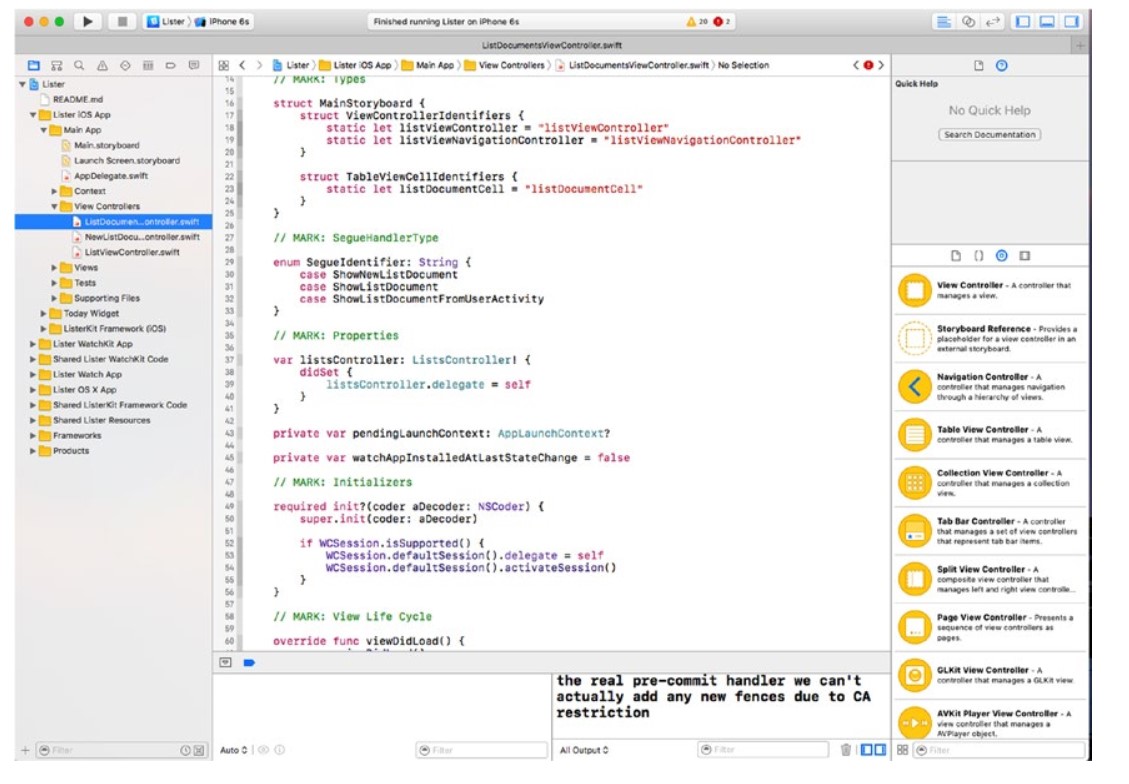 Lister
iPhone 6s
Finished running Lister on iPhone 6s
20
2
ListDocumentsViewController.swift
Lister
Lister iOS App
Main App
View Controllers
ListDocumentsViewController.swift
No Selection
Lister
README.md
Lister iOS App
Main App
Main.storyboard
Launch Screen.storyboard
AppDelegate.swift
Context
View Controllers
ListDocumen...ontroller.swift
NewListDocu...ontroller.swift
ListViewController.swift
Views
Tests
Supporting Files
Today Widget
ListerKit Framework (iOS)
Lister WatchKit App
Shared Lister WatchKit Code
Lister Watch App
Lister OS X App
Shared ListerKit Framework Code
Shared Lister Resources
Frameworks
Products
Filter
14 // MARK: Types
15
16 struct MainStoryboard {
17 struct ViewControllerIdentifiers {
18 static let listViewController = "listViewController"
19 static let listViewNavigationController = "listViewNavigationController"
20 }
21
22 struct TableViewCellIdentifiers {
23 static let listDocumentCell = "listDocumentCell"
24 }
25 }
26
27 // MARK: SegueHandlerType
28
29 enum SegueIdentifier: String {
30 case ShowNewListDocument
31 case ShowListDocument
32 case ShowListDocumentFromUserActivity
33 }
34
35 // MARK: Properties
36
37 var listsController: ListsController! {
38 didSet {
39 listsController.delegate = self
40 }
41 }
42
43 private var pendingLaunchContext: AppLaunchContext?
44
45 private var watchAppInstalledAtLastStateChange = false
46
47 // MARK: Initializers
48
49 required init?(coder aDecoder: NSCoder) {
50 super.init(coder: aDecoder)
51
52 if WCSession.isSupported() {
53 WCSession.defaultSession().delegate = self
54 WCSession.defaultSession().activateSession()
55 }
56 }
57
58 // MARK: View Life Cycle
59
60 override func viewDidLoad() {
the real pre-commit handler we can't
actually add any new fences due to CA
restriction
Auto
Filter
All Output
Filter
Quick Help
No Quick Help
Search Documentation
View Controller - A controller that
manages a view.
Storyboard Reference - Provides a
placeholder for a view controller in an
external storyboard.
Navigation Controller - A
controller that manages navigation
through a hierarchy of views.
Table View Controller - A
controller that manages a table view.
Collection View Controller - A
controller that manages a collection
view.
Tab Bar Controller - A controller
that manages a set of view controllers
that represent tab bar items.
Split View Controller - A
composite view controller that
manages left and right view controlle...
Page View Controller - Presents a
sequence of view controllers as
pages.
GLKit View Controller - A
controller that manages a GLKit view.
AVKit Player View Controller - A
view controller that manages a
AVPlayer object.
Filter